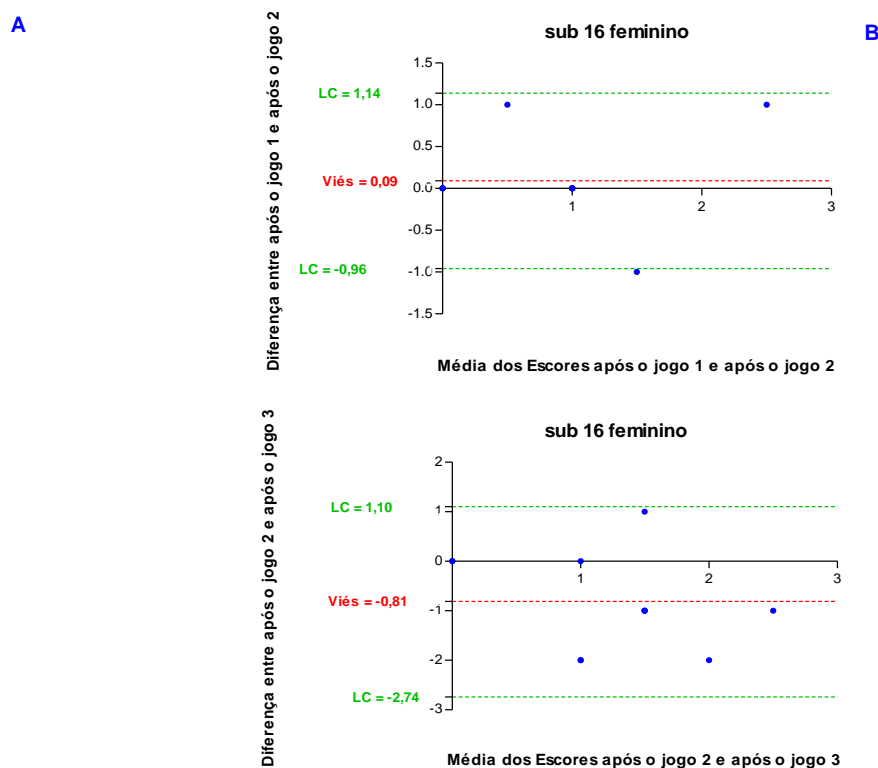 A
B
sub 16 feminino
Diferença entre após o jogo 1 e após o jogo 2
LC = 1,14
Viés = 0,09
LC = -0,96
1.5
1.0
0.5
0.0
-0.5
-1.0
-1.5
1
2
3
Média dos Escores após o jogo 1 e após o jogo 2
sub 16 feminino
Diferença entre após o jogo 2 e após o jogo 3
LC = 1,10
Viés = -0,81
LC = -2,74
2
1
0
-1
-2
-3
1
2
3
Média dos Escores após o jogo 2 e após o jogo 3